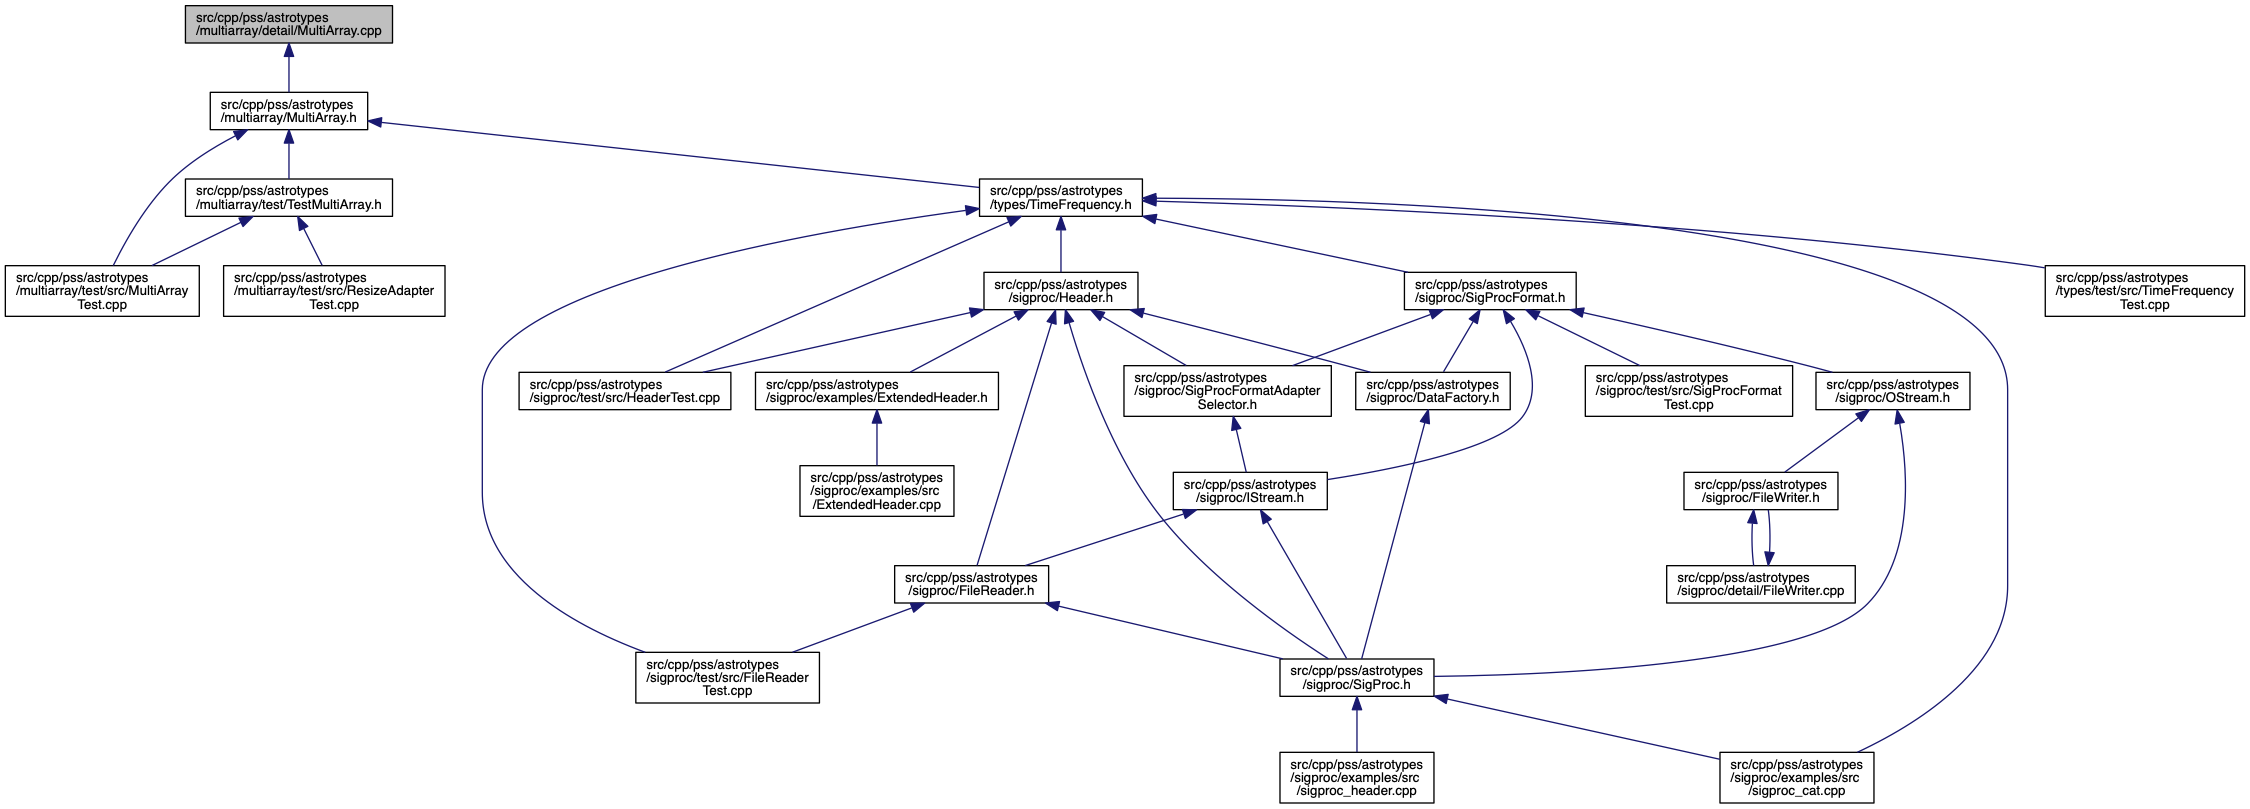 src/cpp/pss/astrotypes
/multiarray/detail/MultiArray.cpp
src/cpp/pss/astrotypes
/multiarray/MultiArray.h
src/cpp/pss/astrotypes
/multiarray/test/TestMultiArray.h
src/cpp/pss/astrotypes
/types/TimeFrequency.h
src/cpp/pss/astrotypes
/multiarray/test/src/MultiArray
Test.cpp
src/cpp/pss/astrotypes
/multiarray/test/src/ResizeAdapter
Test.cpp
src/cpp/pss/astrotypes
/sigproc/Header.h
src/cpp/pss/astrotypes
/sigproc/SigProcFormat.h
src/cpp/pss/astrotypes
/types/test/src/TimeFrequency
Test.cpp
src/cpp/pss/astrotypes
/sigproc/test/src/HeaderTest.cpp
src/cpp/pss/astrotypes
/sigproc/examples/ExtendedHeader.h
src/cpp/pss/astrotypes
/sigproc/SigProcFormatAdapter
Selector.h
src/cpp/pss/astrotypes
/sigproc/DataFactory.h
src/cpp/pss/astrotypes
/sigproc/test/src/SigProcFormat
Test.cpp
src/cpp/pss/astrotypes
/sigproc/OStream.h
src/cpp/pss/astrotypes
/sigproc/examples/src
/ExtendedHeader.cpp
src/cpp/pss/astrotypes
/sigproc/IStream.h
src/cpp/pss/astrotypes
/sigproc/FileWriter.h
src/cpp/pss/astrotypes
/sigproc/FileReader.h
src/cpp/pss/astrotypes
/sigproc/detail/FileWriter.cpp
src/cpp/pss/astrotypes
/sigproc/test/src/FileReader
Test.cpp
src/cpp/pss/astrotypes
/sigproc/SigProc.h
src/cpp/pss/astrotypes
/sigproc/examples/src
/sigproc_header.cpp
src/cpp/pss/astrotypes
/sigproc/examples/src
/sigproc_cat.cpp